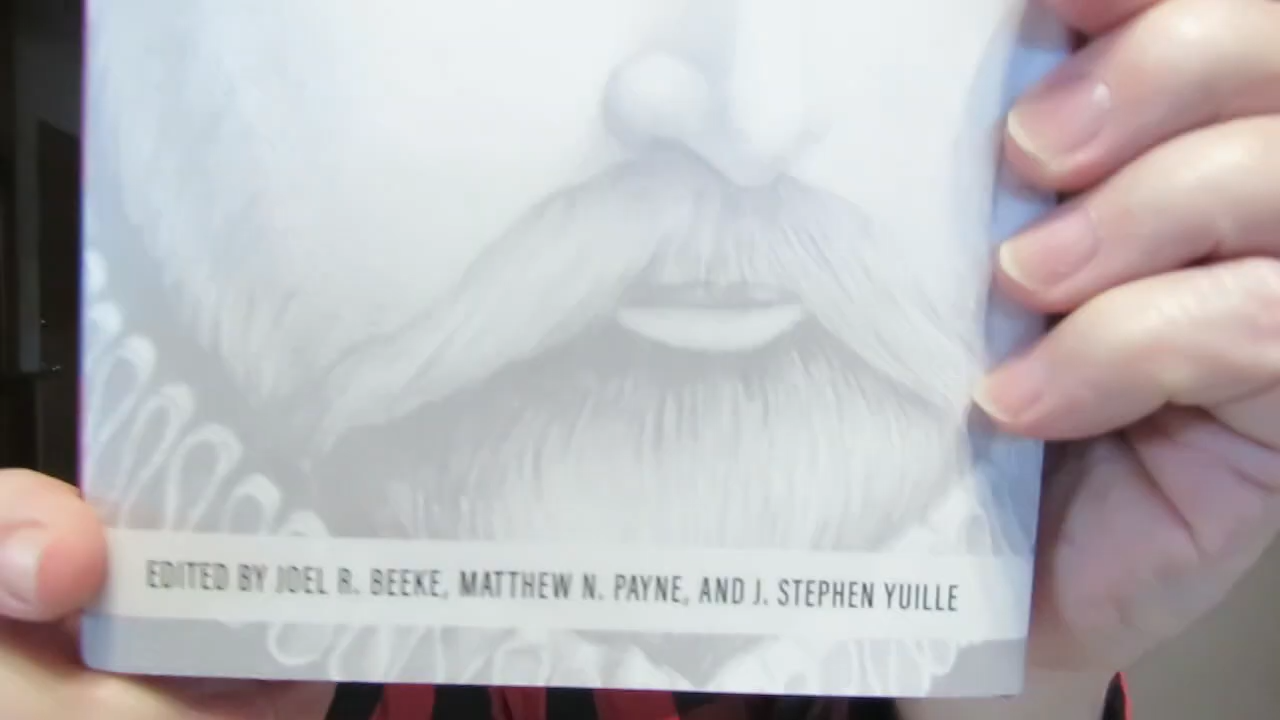 EDITED BY JOEL R. BEEKE, MATTHEW N. PAYNE, AND J. STEPHEN YUILLE